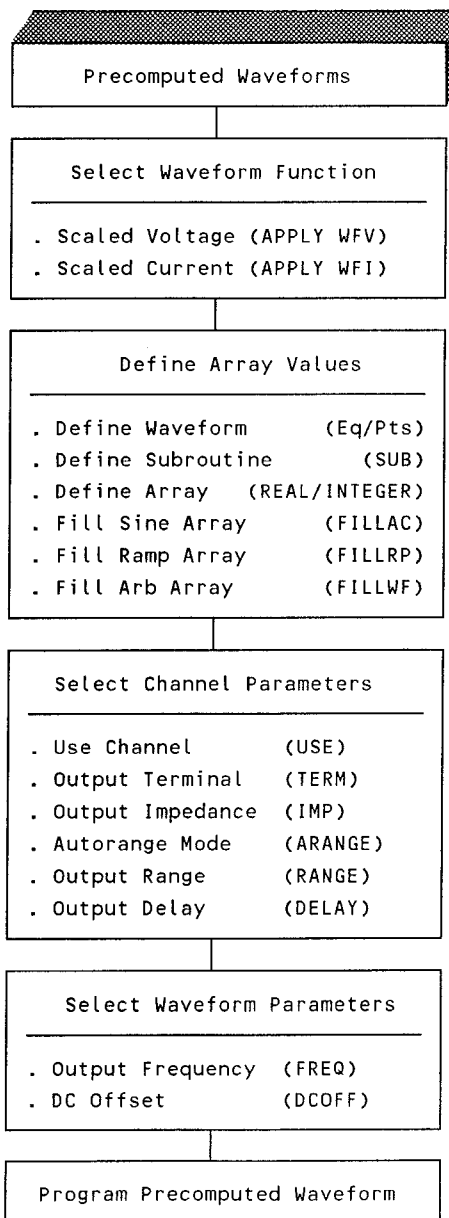 Precomputed Waveforms
Select Waveform Function
. Scaled Voltage (APPLY WFV)
. Scaled Current (APPLY WFI)
Define Array Values
. Define Waveform (Eq/Pts)
. Define Subroutine (SUB)
. Define Array (REAL/INTEGER)
. Fill Sine Array (FILLAC)
. Fill Ramp Array (FILLRP)
. Fill Arb Array (FILLWF)
Select Channel Parameters
. Use Channel (USE)
. Output Terminal (TERM)
. Output Impedance (IMP)
. Autorange Mode (ARANGE)
. Output Range (RANGE)
. Output Delay (DELAY)
Select Waveform Parameters
. Output Frequency (FREQ)
. DC Offset (DCOFF)
Program Precomputed Waveform